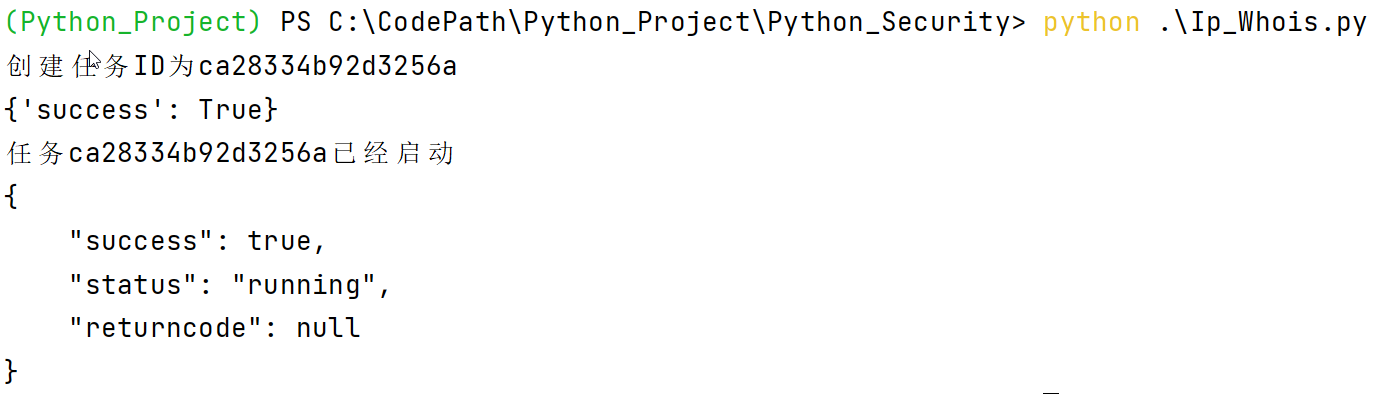 (Python_Project) PS C:\CodePath\Python_Project\Python_Security> python .\Ip_Whois.py
创建任务ID为ca28334b92d3256a
{'success': True}
任务ca28334b92d3256a已经启动
{
    "success": true,
    "status": "running",
    "returncode": null
}